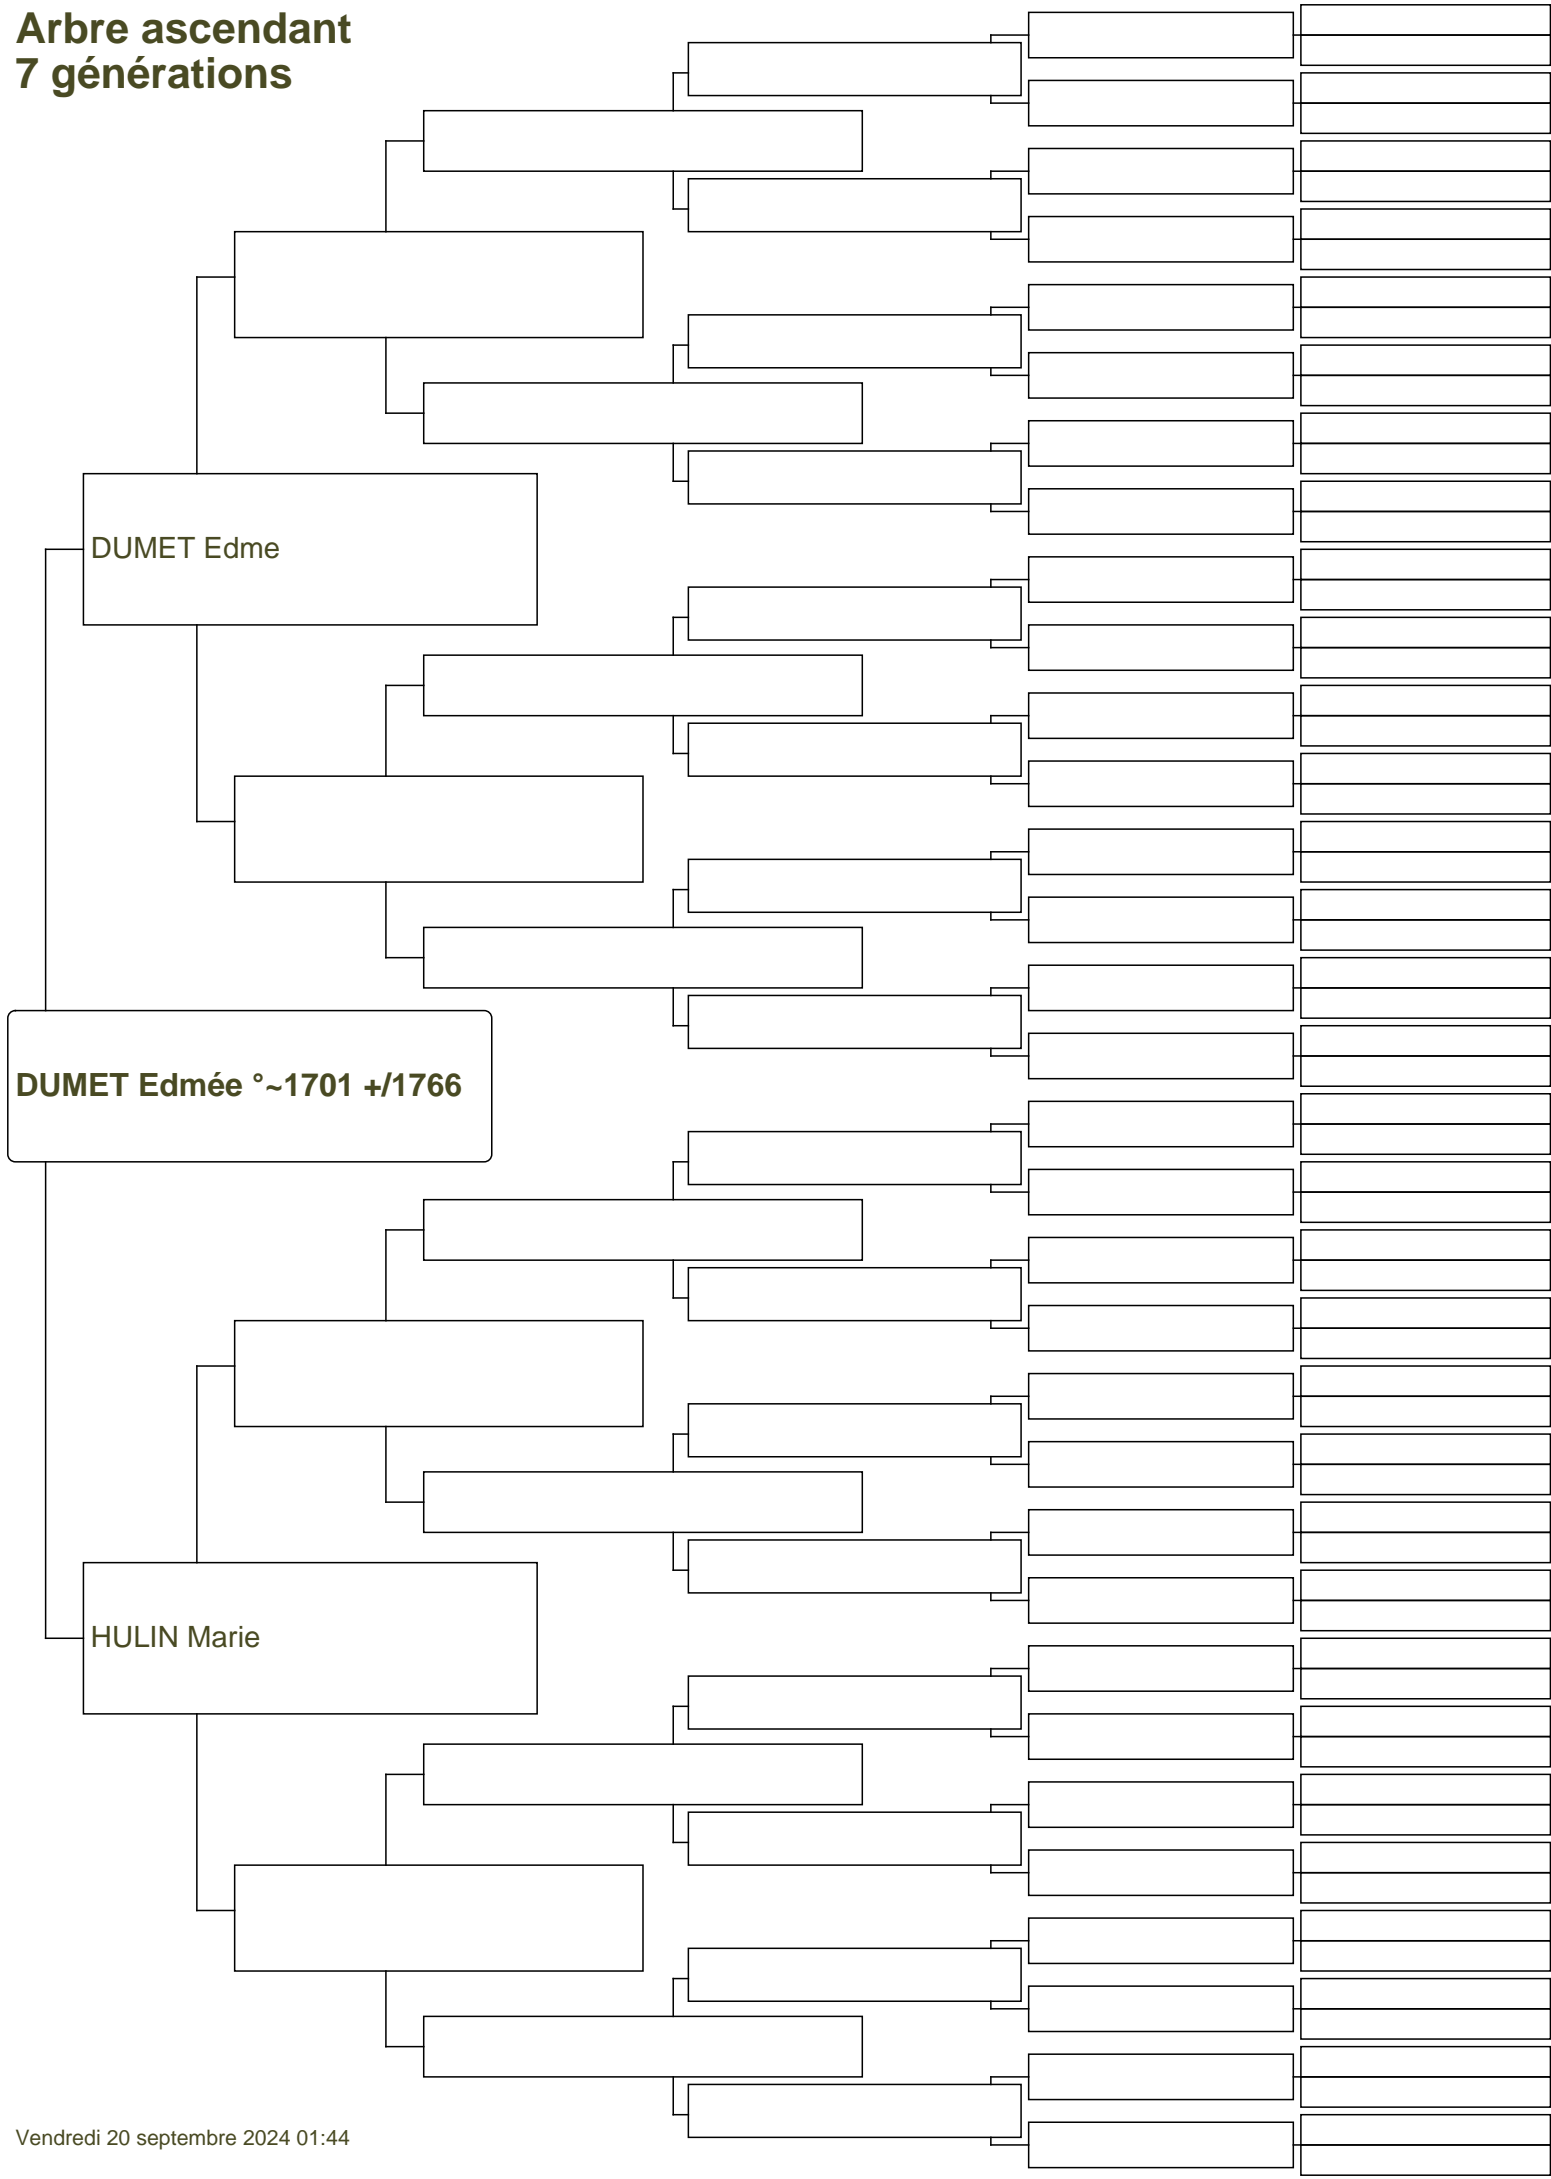 Arbre ascendant
7 générations
DUMET Edme
DUMET Edmée °~1701 +/1766
HULIN Marie
Vendredi 20 septembre 2024 01:44